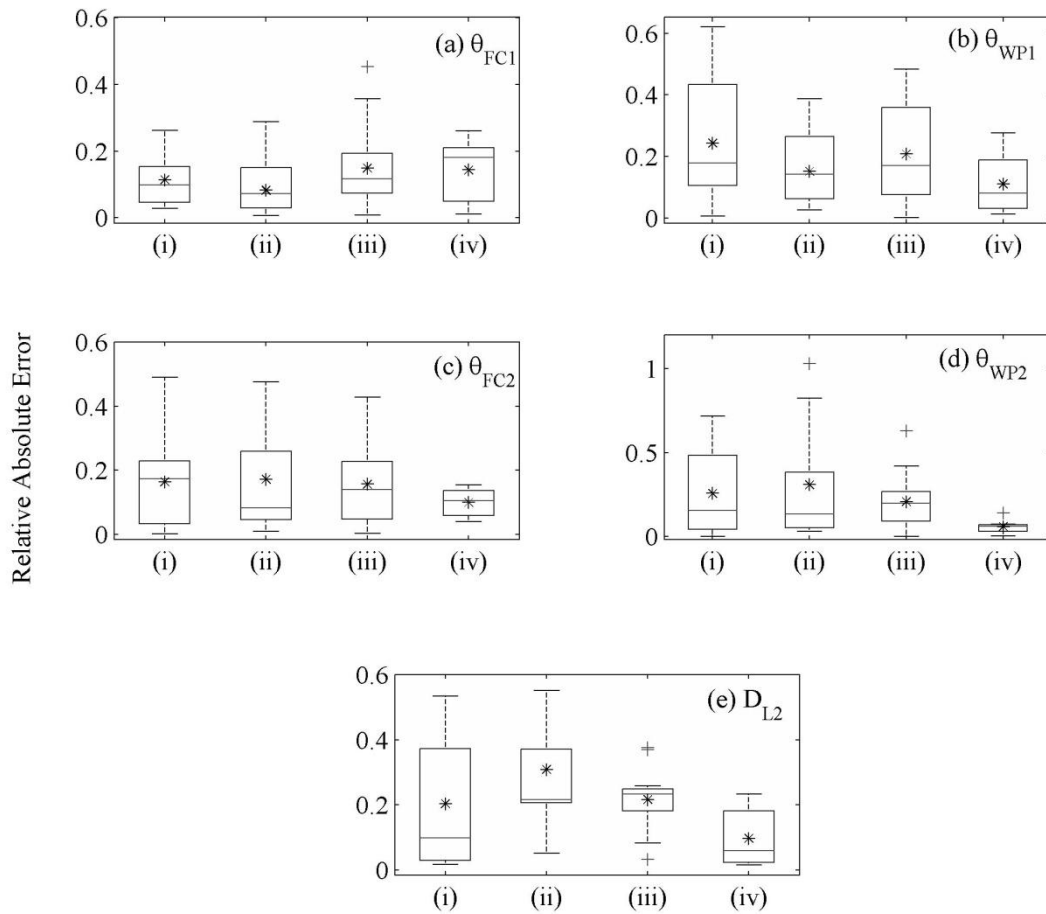 0.6
0.4
0.2
0
(a) θFC1
(i) (ii) (iii) (iv)
0.6
0.4
0.2
0
(b) θWP1
(i) (ii) (iii) (iv)
Relative Absolute Error
0.6
0.4
0.2
0
(c) θFC2
(i) (ii) (iii) (iv)
1
0.5
0
(d) θWP2
(i) (ii) (iii) (iv)
0.6
0.4
0.2
0
(e) DL2
(i) (ii) (iii) (iv)